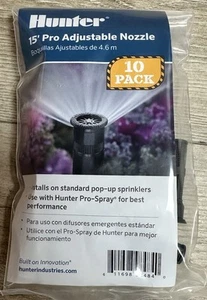 Hunter®
15' Pro Adjustable Nozzle
Boquillas Ajustables de 4.6 m
10
PACK
nstalls on standard pop-up sprinklers
Use with Hunter Pro-Spray® for best
performance
• Para uso con difusores emergentes estándar
• Utilice con el Pro-Spray de Hunter para mejor
funcionamiento
Built on Innovation®
hunterindustries.com